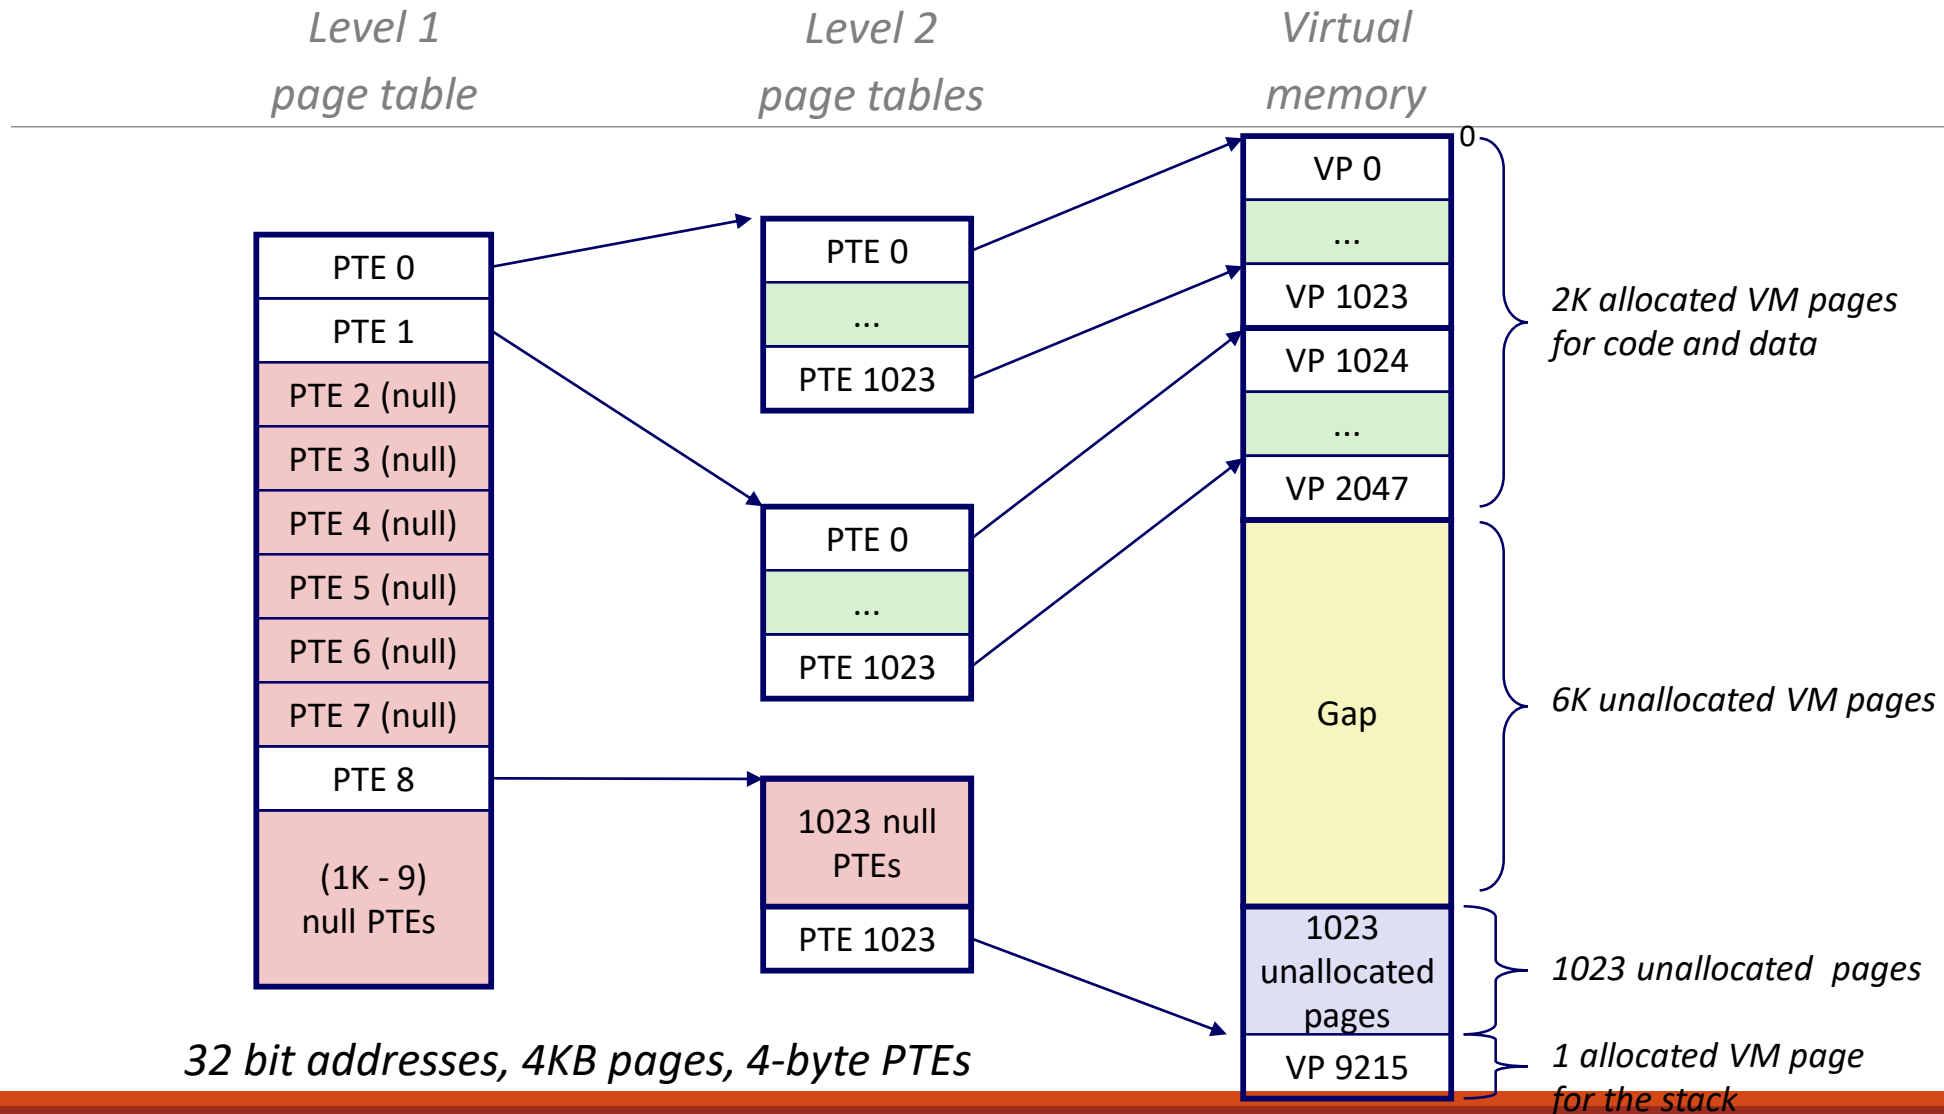 Level 1
page table
Level 2
page tables
Virtual
memory
PTE 0
PTE 1
PTE 2 (null)
PTE 3 (null)
PTE 4 (null)
PTE 5 (null)
PTE 6 (null)
PTE 7 (null)
PTE 8
(1K - 9)
null PTEs
PTE 0
...
PTE 1023
PTE 0
...
PTE 1023
1023 null
PTEs
PTE 1023
0
VP 0
...
VP 1023
VP 1024
...
VP 2047
Gap
1023
unallocated
pages
VP 9215
2K allocated VM pages
for code and data
6K unallocated VM pages
1023 unallocated pages
1 allocated VM page
for the stack
32 bit addresses, 4KB pages, 4-byte PTEs